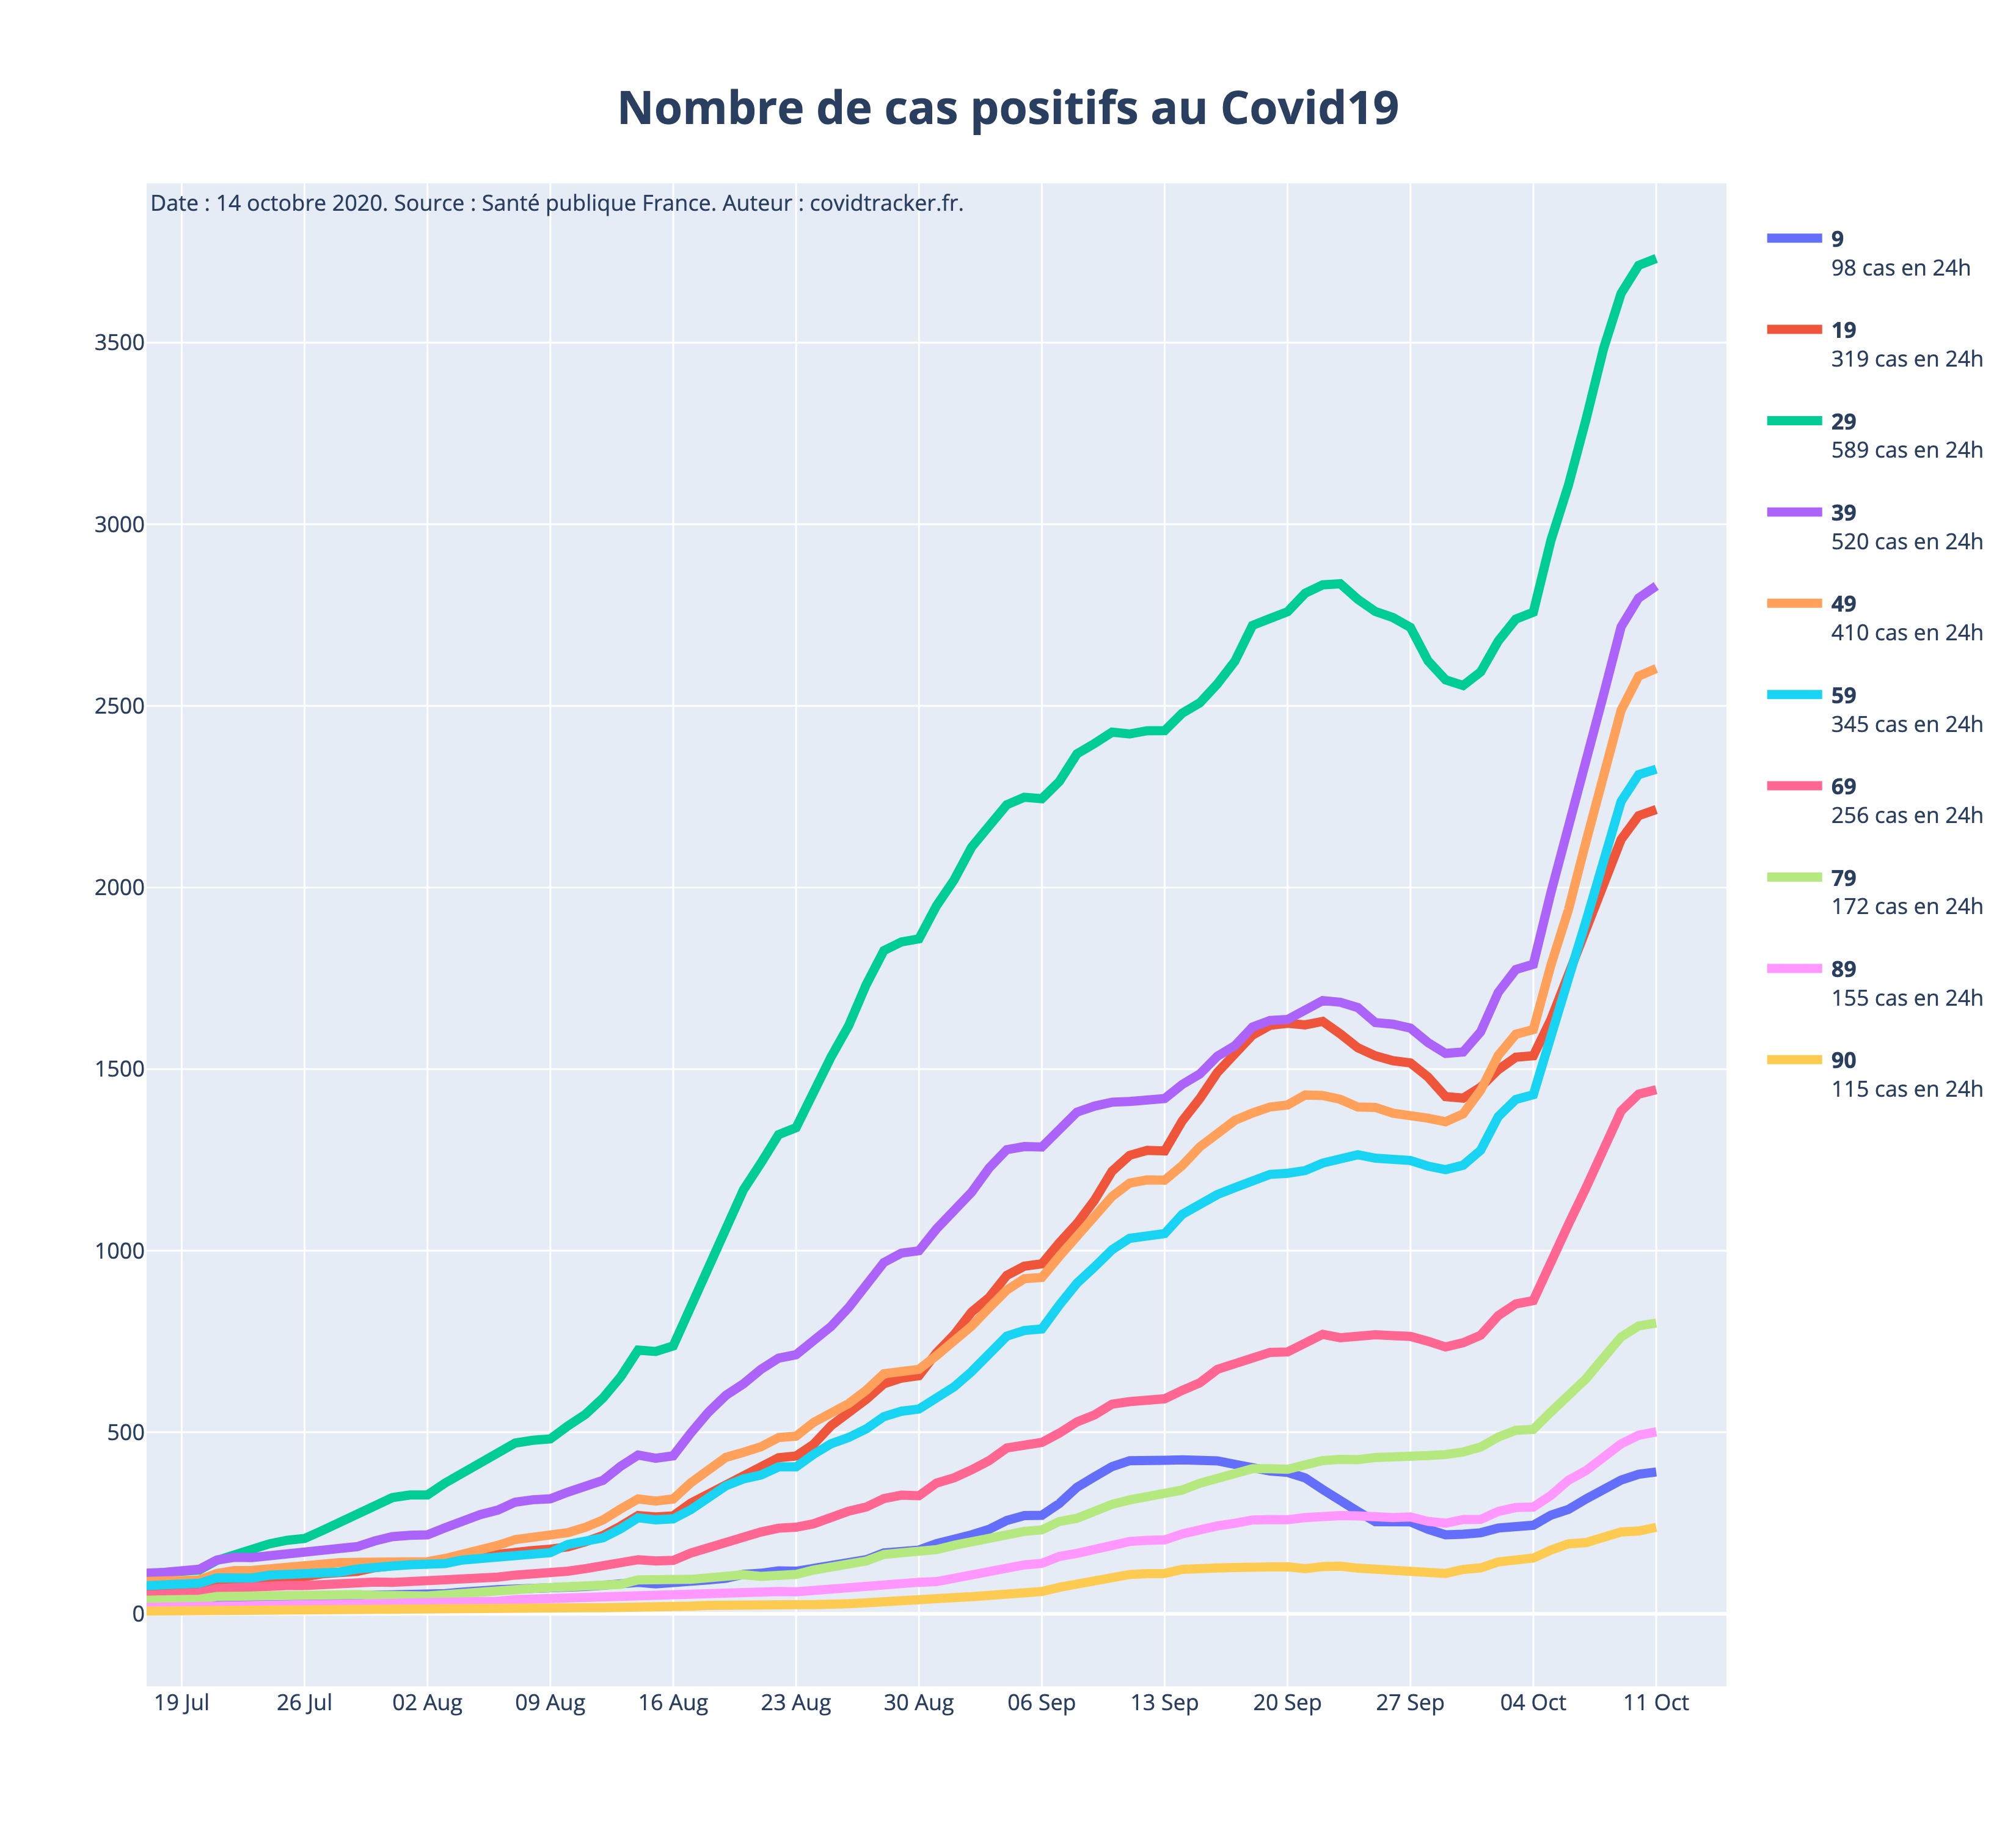 Nombre de cas positifs au Covid19
Date : 14 octobre 2020. Source : Santé publique France. Auteur : covidtracker.fr.
3500
3000
2500
2000
1500
1000
500
0
19 Jul
26 Jul
02 Aug
09 Aug
16 Aug
23 Aug
30 Aug
06 Sep
13 Sep
20 Sep
27 Sep
04 Oct
11 Oct
9
98 cas en 24h
19
319 cas en 24h
29
589 cas en 24h
39
520 cas en 24h
49
410 cas en 24h
59
345 cas en 24h
69
256 cas en 24h
79
172 cas en 24h
89
155 cas en 24h
90
115 cas en 24h